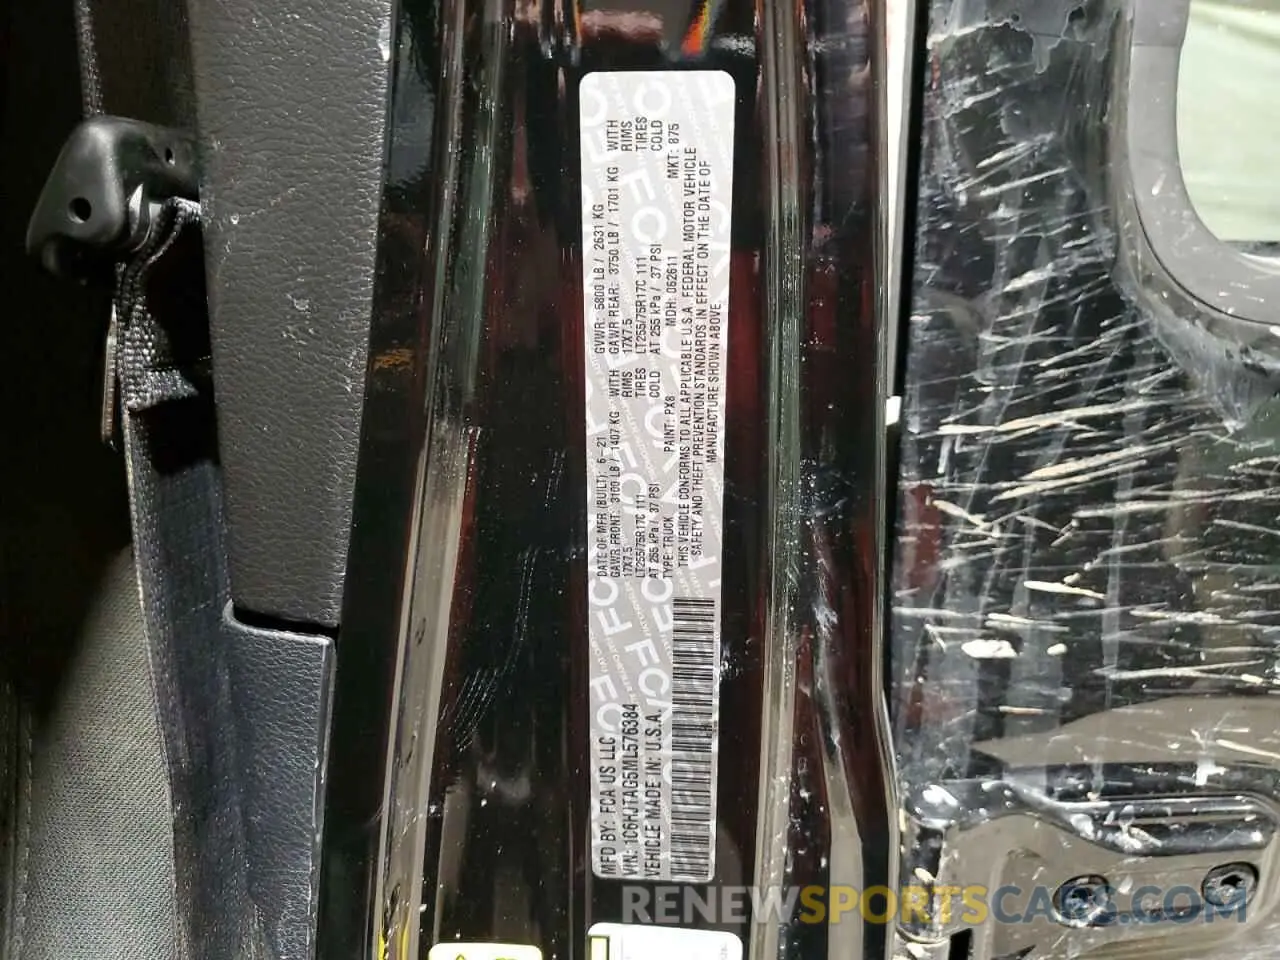 MFD BY: FCA US LLC
DATE OF MFR (BUILT): 6-21
GVWR: 5800 LB / 2631 KG
VIN: 1C6HJTAG5ML576384
GAWR FRONT: 3100 LB / 1407 KG WITH
GAWR REAR: 3750 LB / 1701 KG WITH
17X7.5 RIMS
17X7.5 RIMS
VEHICLE MADE IN: U.S.A.
LT255/75R17C 111 TIRES
LT255/75R17C 111 TIRES
AT 255 kPa / 37 PSI COLD
AT 255 kPa / 37 PSI COLD
TYPE: TRUCK PAINT: PX8 MDH: 062611 MKT: 875
THIS VEHICLE CONFORMS TO ALL APPLICABLE U.S.A. FEDERAL MOTOR VEHICLE
SAFETY AND THEFT PREVENTION STANDARDS IN EFFECT ON THE DATE OF
MANUFACTURE SHOWN ABOVE.
RENEWSPORTSCARS.COM